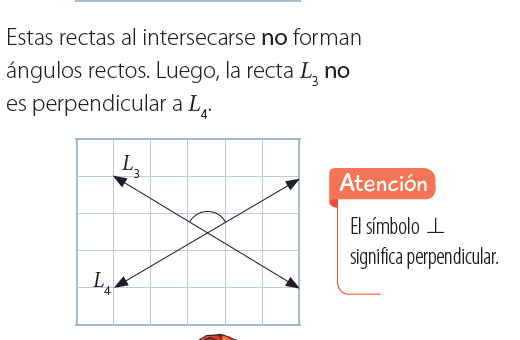 Estas rectas al intersecarse no forman
ángulos rectos. Luego, la recta L₃ no
es perpendicular a L₄.
L₃
L₄
Atención
El símbolo ⊥
significa perpendicular.